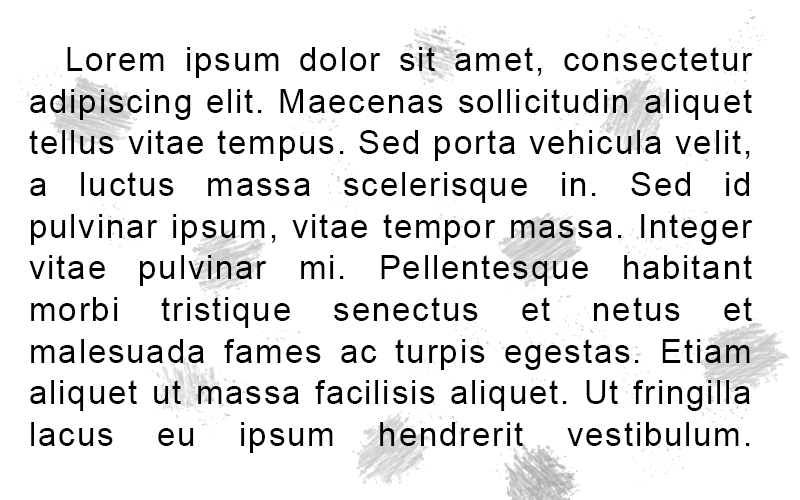 Lorem ipsum dolor sit amet, consectetur
adipiscing elit. Maecenas sollicitudin aliquet
tellus vitae tempus. Sed porta vehicula velit,
a luctus massa scelerisque in. Sed id
pulvinar ipsum, vitae tempor massa. Integer
vitae pulvinar mi. Pellentesque habitant
morbi tristique senectus et netus et
malesuada fames ac turpis egestas. Etiam
aliquet ut massa facilisis aliquet. Ut fringilla
lacus eu ipsum hendrerit vestibulum.